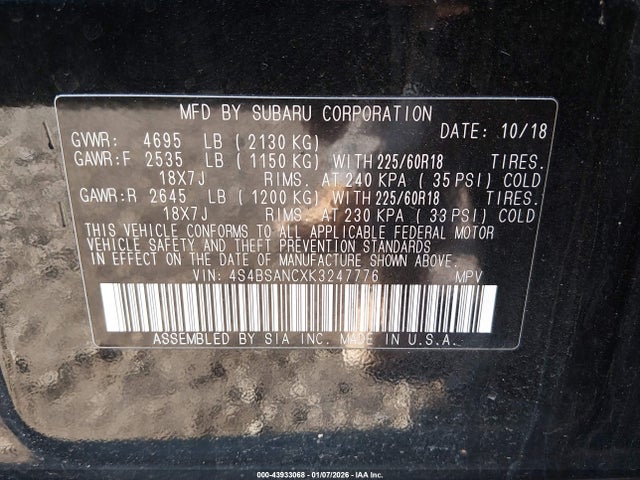 MFD BY SUBARU CORPORATION
GVWR: 4695 LB ( 2130 KG) DATE: 10/18
GAWR:F 2535 LB ( 1150 KG) WITH 225/60R18 TIRES.
18X7J RIMS. AT 240 KPA ( 35 PSI) COLD
GAWR:R 2645 LB ( 1200 KG) WITH 225/60R18 TIRES.
18X7J RIMS. AT 230 KPA ( 33 PSI) COLD
THIS VEHICLE CONFORMS TO ALL APPLICABLE FEDERAL MOTOR
VEHICLE SAFETY AND THEFT PREVENTION STANDARDS
IN EFFECT ON THE DATE OF MANUFACTURE SHOWN ABOVE.
VIN: 4S4BSANCXK3247776 MPV
ASSEMBLED BY SIA INC. MADE IN U.S.A.
000-43933068 - 01/07/2026 - IAA Inc.